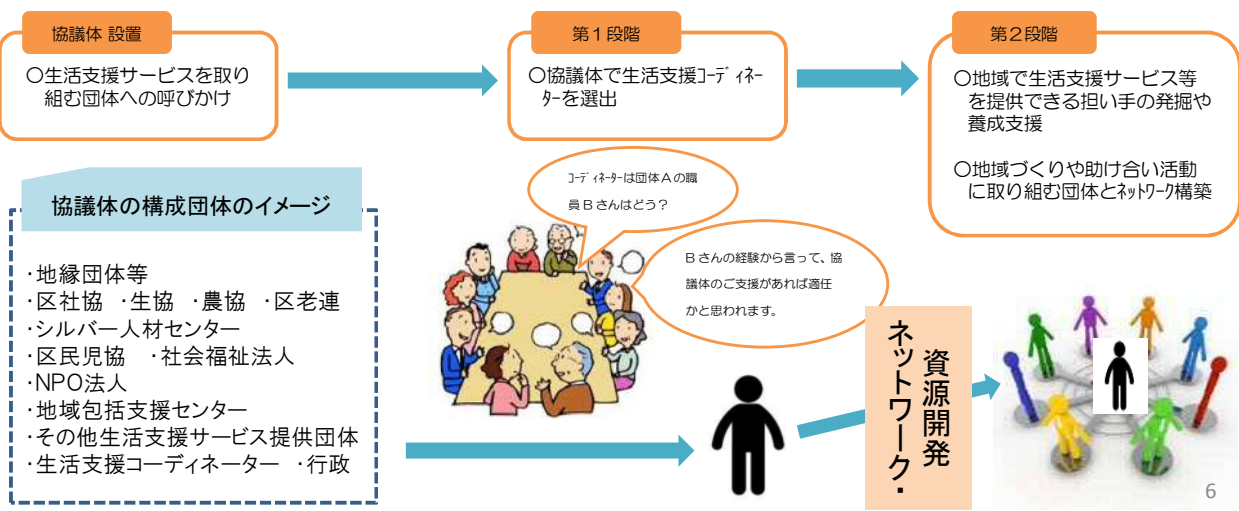 協議体 設置
〇生活支援サービスを取り
組む団体への呼びかけ
第１段階
〇協議体で生活支援ｺｰﾃﾞｨﾈｰ
ﾀｰを選出
第２段階
〇地域で生活支援サービス等
を提供できる担い手の発掘や
養成支援
〇地域づくりや助け合い活動
に取り組む団体とﾈｯﾄﾜｰｸ構築
協議体の構成団体のイメージ
・地縁団体等
・区社協 ・生協 ・農協 ・区老連
・シルバー人材センター
・区民児協 ・社会福祉法人
・NPO法人
・地域包括支援センター
・その他生活支援サービス提供団体
・生活支援コーディネーター ・行政
ｺｰﾃﾞｨﾈｰﾀｰは団体Ａの職
員Ｂさんはどう？
Ｂさんの経験から言って、協
議体のご支援があれば適任
かと思われます。
ネットワーク・
資源開発
6